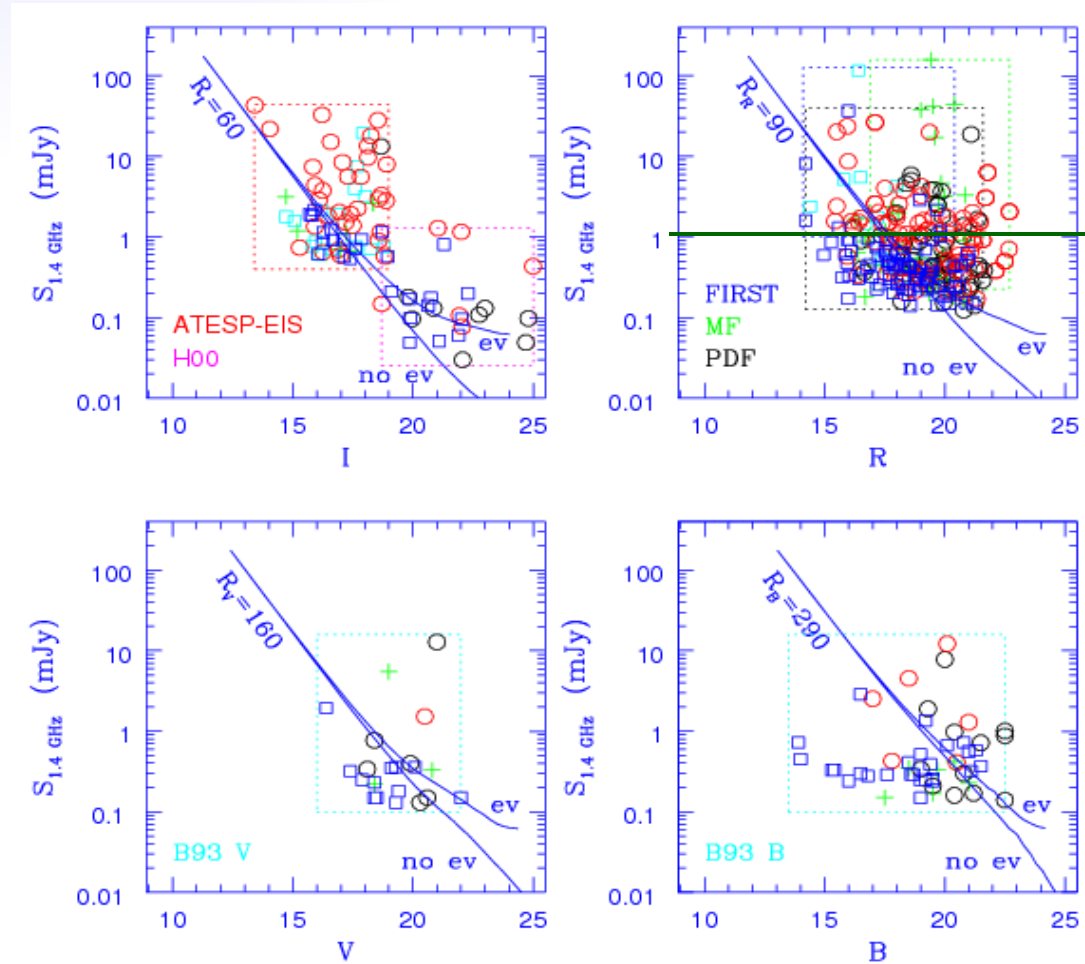 S1.4 GHz (mJy)
100
10
1
0.1
0.01
R_I=60
ATESP-EIS
H00
ev
no ev
10 15 20 25
I
S1.4 GHz (mJy)
100
10
1
0.1
0.01
R_R=90
FIRST
MF
PDF
ev
no ev
10 15 20 25
R
S1.4 GHz (mJy)
100
10
1
0.1
0.01
R_V=160
B93 V
ev
no ev
10 15 20 25
V
S1.4 GHz (mJy)
100
10
1
0.1
0.01
R_B=290
B93 B
ev
no ev
10 15 20 25
B